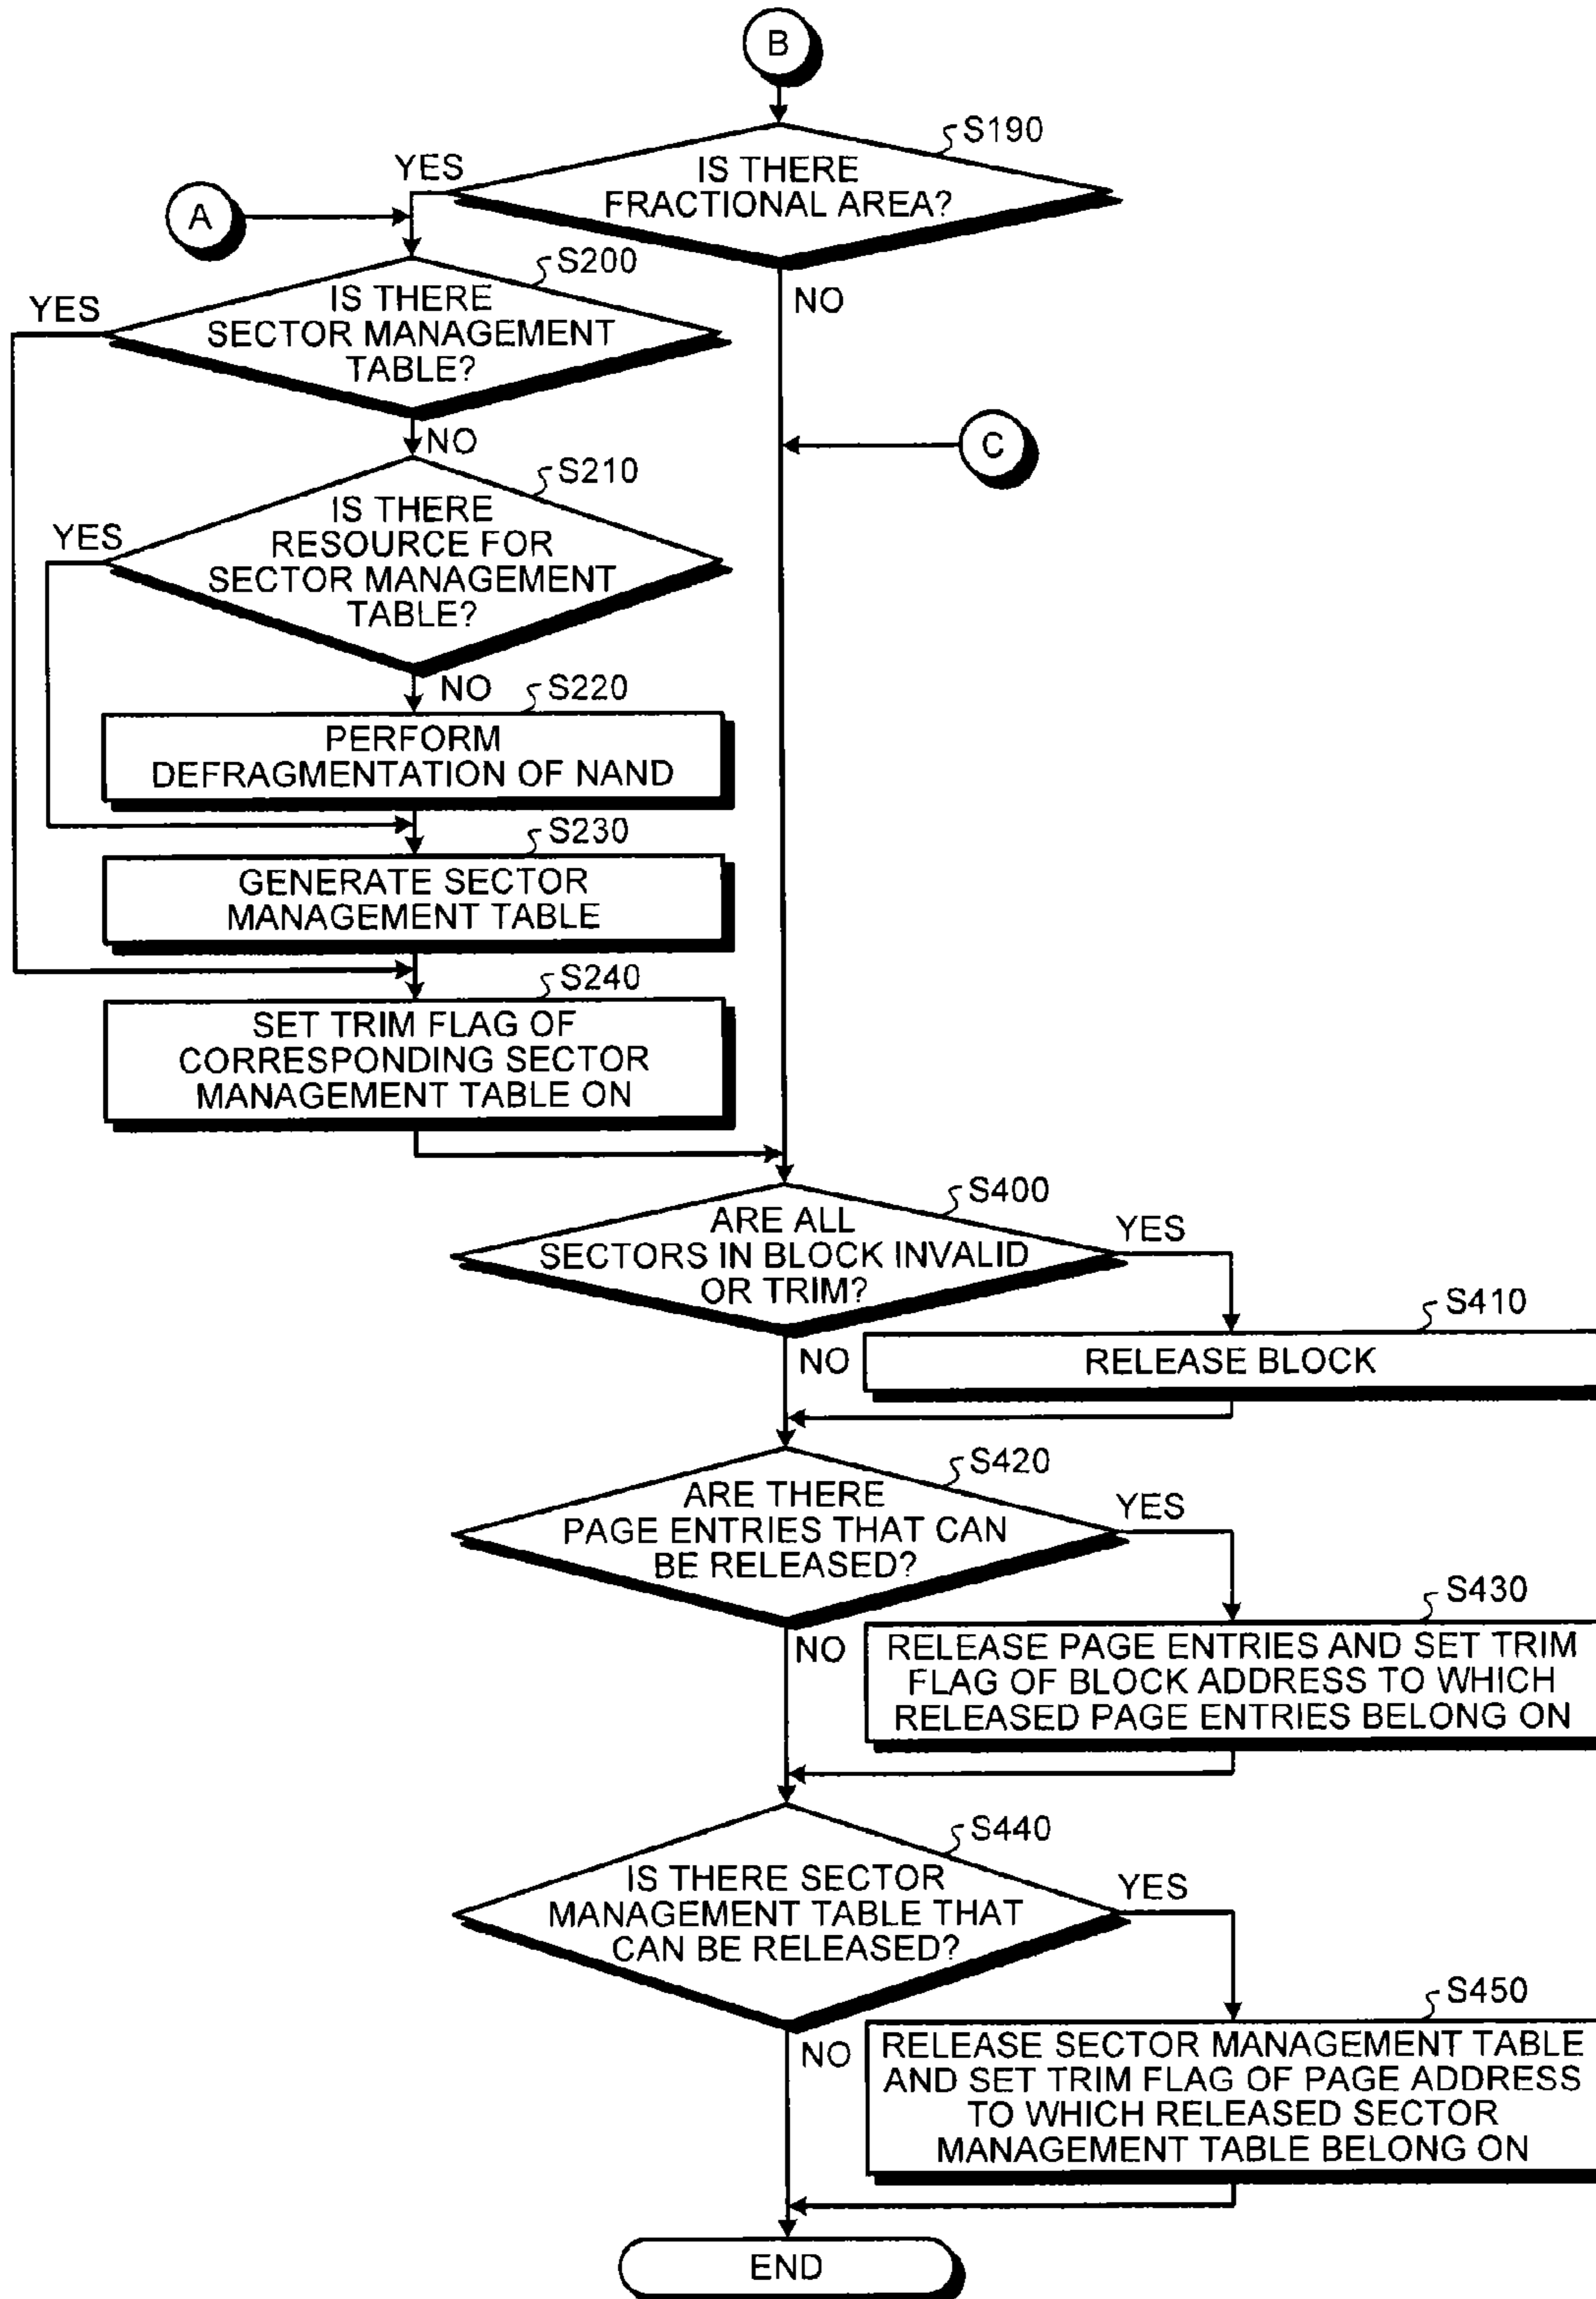 B
S190
YES
IS THERE
FRACTIONAL AREA?
A
NO
S200
YES
IS THERE
SECTOR MANAGEMENT
TABLE?
NO
C
S210
YES
IS THERE
RESOURCE FOR
SECTOR MANAGEMENT
TABLE?
NO
S220
PERFORM
DEFRAGMENTATION OF NAND
S230
GENERATE SECTOR
MANAGEMENT TABLE
S240
SET TRIM FLAG OF
CORRESPONDING SECTOR
MANAGEMENT TABLE ON
S400
ARE ALL
SECTORS IN BLOCK INVALID
OR TRIM?
YES
NO
S410
RELEASE BLOCK
S420
ARE THERE
PAGE ENTRIES THAT CAN
BE RELEASED?
YES
NO
S430
RELEASE PAGE ENTRIES AND SET TRIM
FLAG OF BLOCK ADDRESS TO WHICH
RELEASED PAGE ENTRIES BELONG ON
S440
IS THERE SECTOR
MANAGEMENT TABLE THAT
CAN BE RELEASED?
YES
NO
S450
RELEASE SECTOR MANAGEMENT TABLE
AND SET TRIM FLAG OF PAGE ADDRESS
TO WHICH RELEASED SECTOR
MANAGEMENT TABLE BELONG ON
END